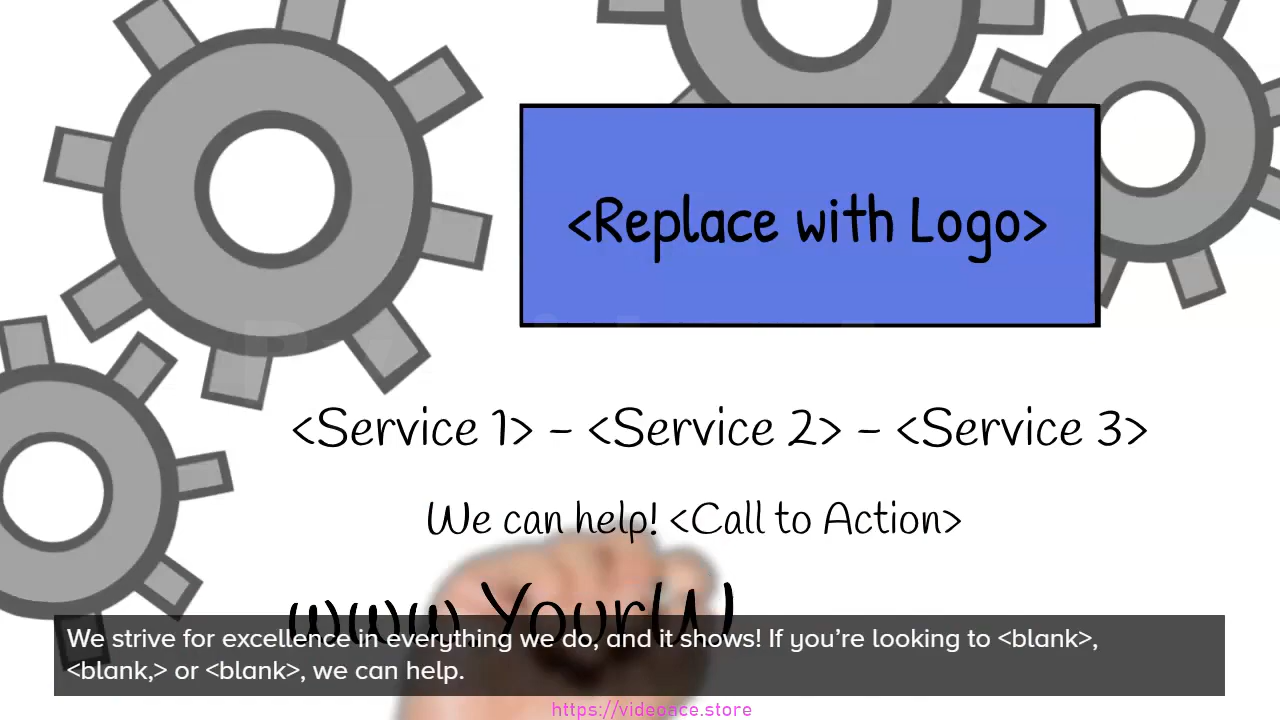 <Replace with Logo>
<Service 1> - <Service 2> - <Service 3>
We can help! <Call to Action>
www.YourW
We strive for excellence in everything we do, and it shows! If you’re looking to <blank>,
<blank,> or <blank>, we can help.
https://videoace.store